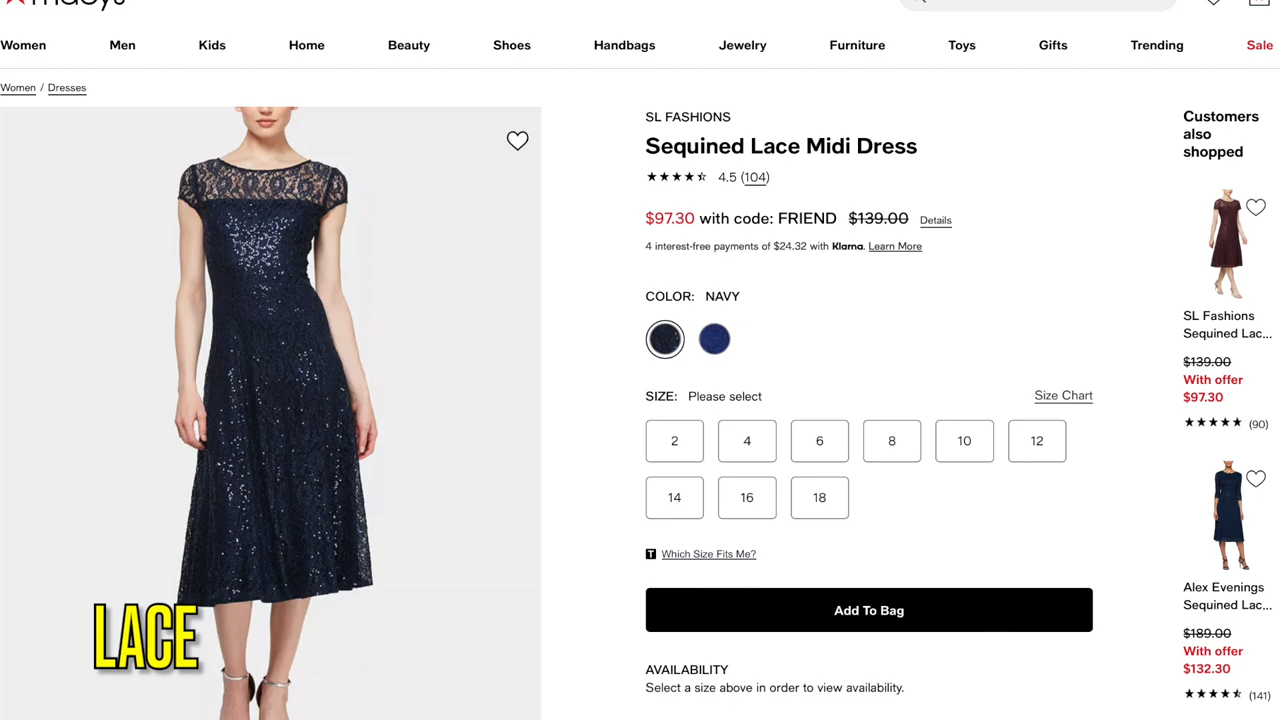 Women Men Kids Home Beauty Shoes Handbags Jewelry Furniture Toys Gifts Trending Sale
Women / Dresses
SL FASHIONS
Sequined Lace Midi Dress
4.5 (104)
$97.30 with code: FRIEND $139.00 Details
4 interest-free payments of $24.32 with Klarna. Learn More
COLOR: NAVY
SIZE: Please select Size Chart
2 4 6 8 10 12
14 16 18
T Which Size Fits Me?
Add To Bag
AVAILABILITY
Select a size above in order to view availability.
LACE
Customers
also
shopped
SL Fashions
Sequined Lac...
$139.00
With offer
$97.30
(90)
Alex Evenings
Sequined Lac...
$189.00
With offer
$132.30
(141)